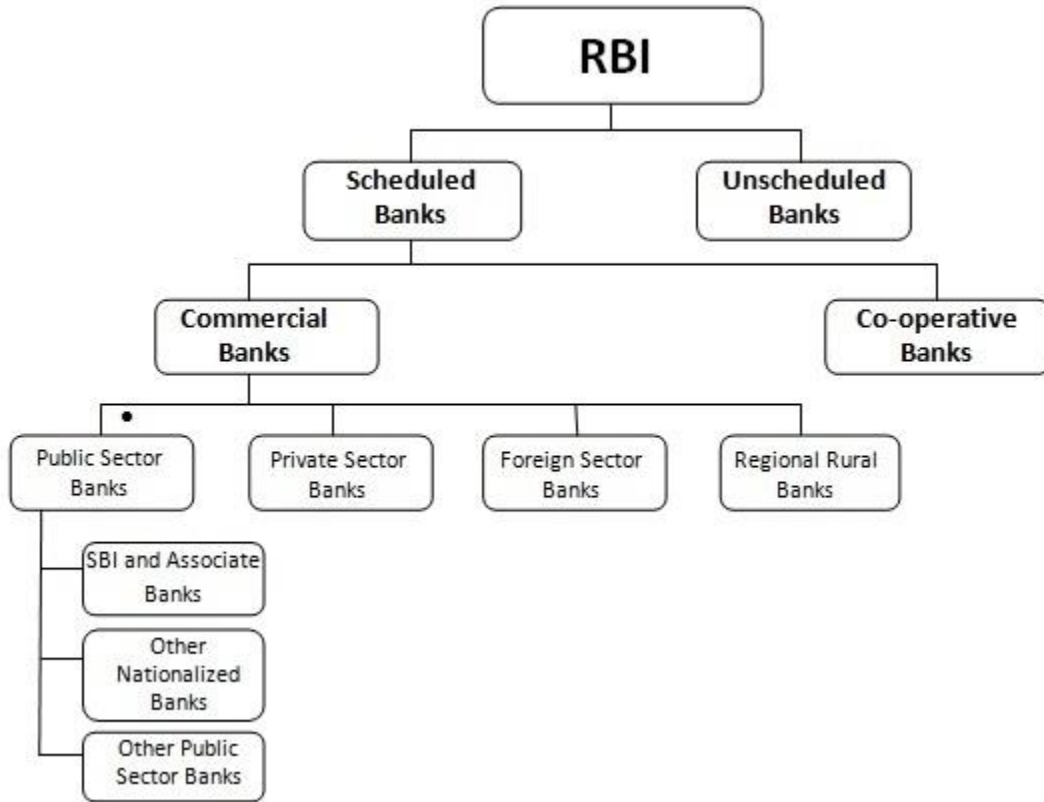 RBI
Scheduled
Banks
Unscheduled
Banks
Commercial
Banks
Co-operative
Banks
Public Sector
Banks
Private Sector
Banks
Foreign Sector
Banks
Regional Rural
Banks
SBI and Associate
Banks
Other
Nationalized
Banks
Other Public
Sector Banks